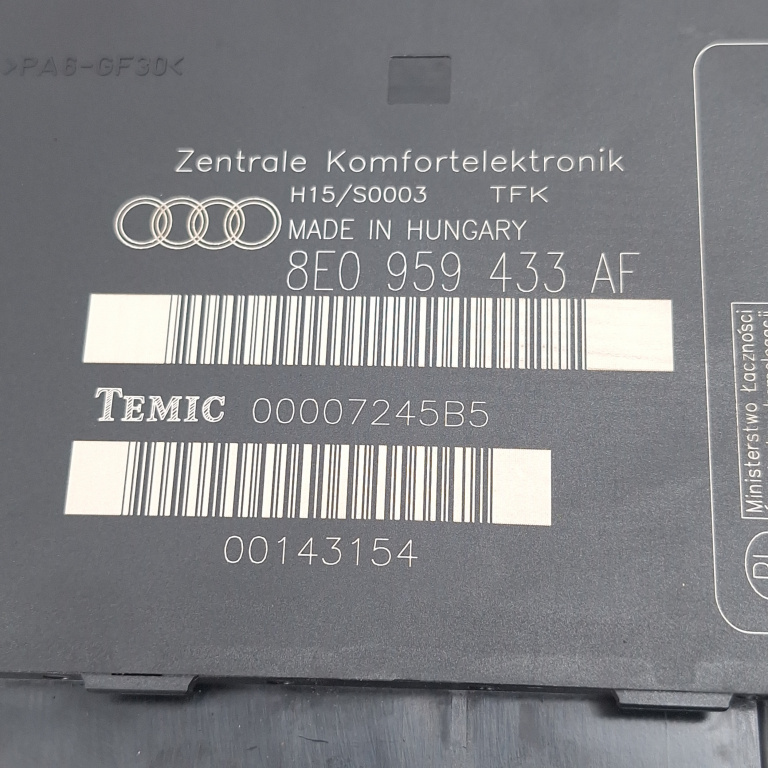 >PA6-GF30<
Zentrale Komfortelektronik
H15/S0003 TFK
MADE IN HUNGARY
8E0 959 433 AF
TEMIC 00007245B5
00143154
Ministerstwo Łączności